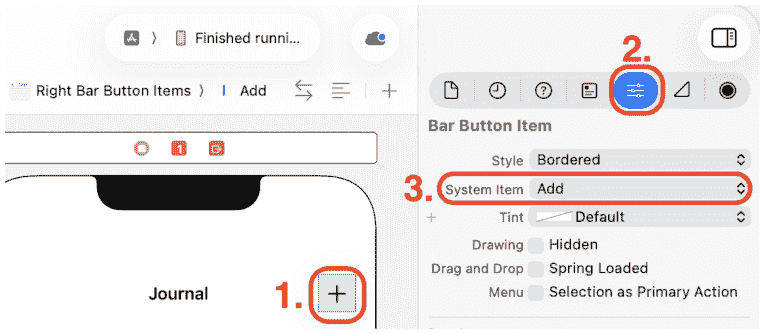 Finished runni...
2.
Right Bar Button Items 〉 Add
1
Bar Button Item
Style Bordered
3. System Item Add
Tint Default
Drawing Hidden
Drag and Drop Spring Loaded
Menu Selection as Primary Action
Journal
1.